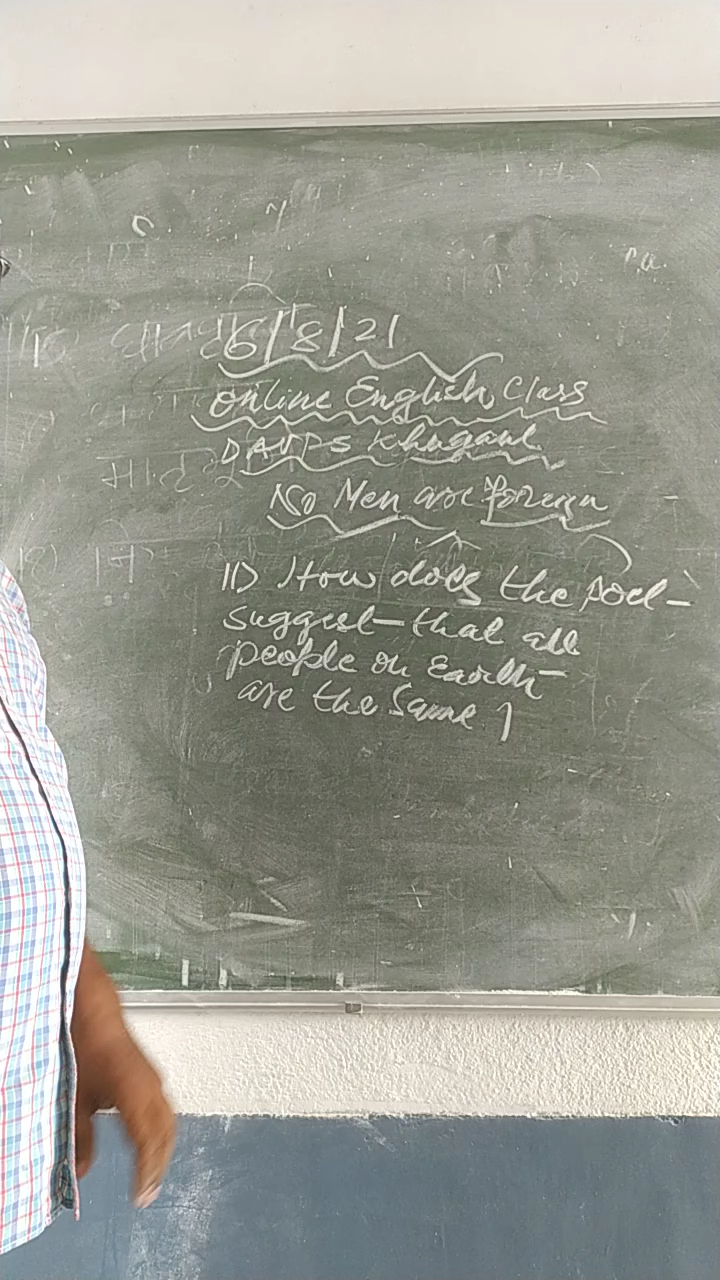 6/8/21
Online English Class
DAVPS Khagaul
No Men are Foreign
1) How does the poet
suggest that all
people on Earth
are the same ?